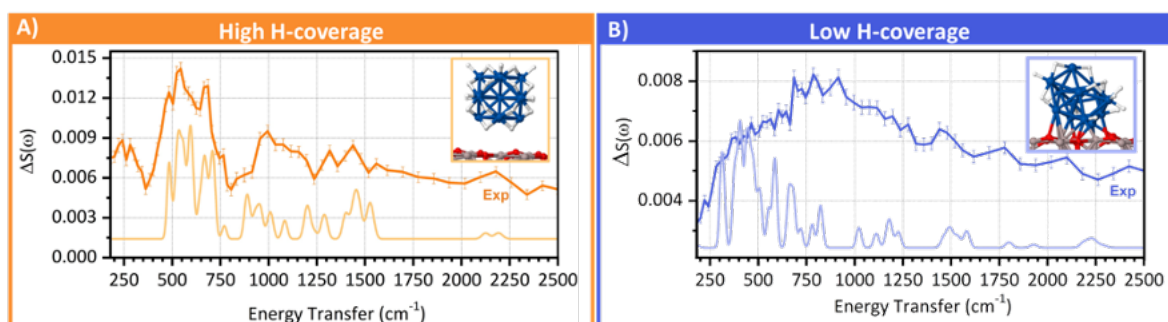 A) High H-coverage
0.015
0.012
0.009
0.006
0.003
0.000
ΔS(ω)
Exp
250 500 750 1000 1250 1500 1750 2000 2250 2500
Energy Transfer (cm⁻¹)
B) Low H-coverage
0.008
0.006
0.004
ΔS(ω)
Exp
250 500 750 1000 1250 1500 1750 2000 2250 2500
Energy Transfer (cm⁻¹)